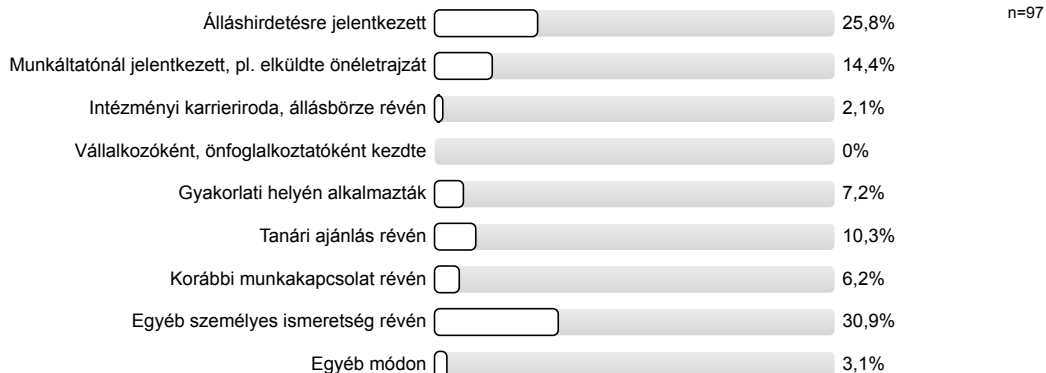 Álláshirdetésre jelentkezett 25,8% n=97
Munkáltatónál jelentkezett, pl. elküldte önéletrajzát 14,4%
Intézményi karrieriroda, állásbörze révén 2,1%
Vállalkozóként, önfoglalkoztatóként kezdte 0%
Gyakorlati helyén alkalmazták 7,2%
Tanári ajánlás révén 10,3%
Korábbi munkakapcsolat révén 6,2%
Egyéb személyes ismeretség révén 30,9%
Egyéb módon 3,1%